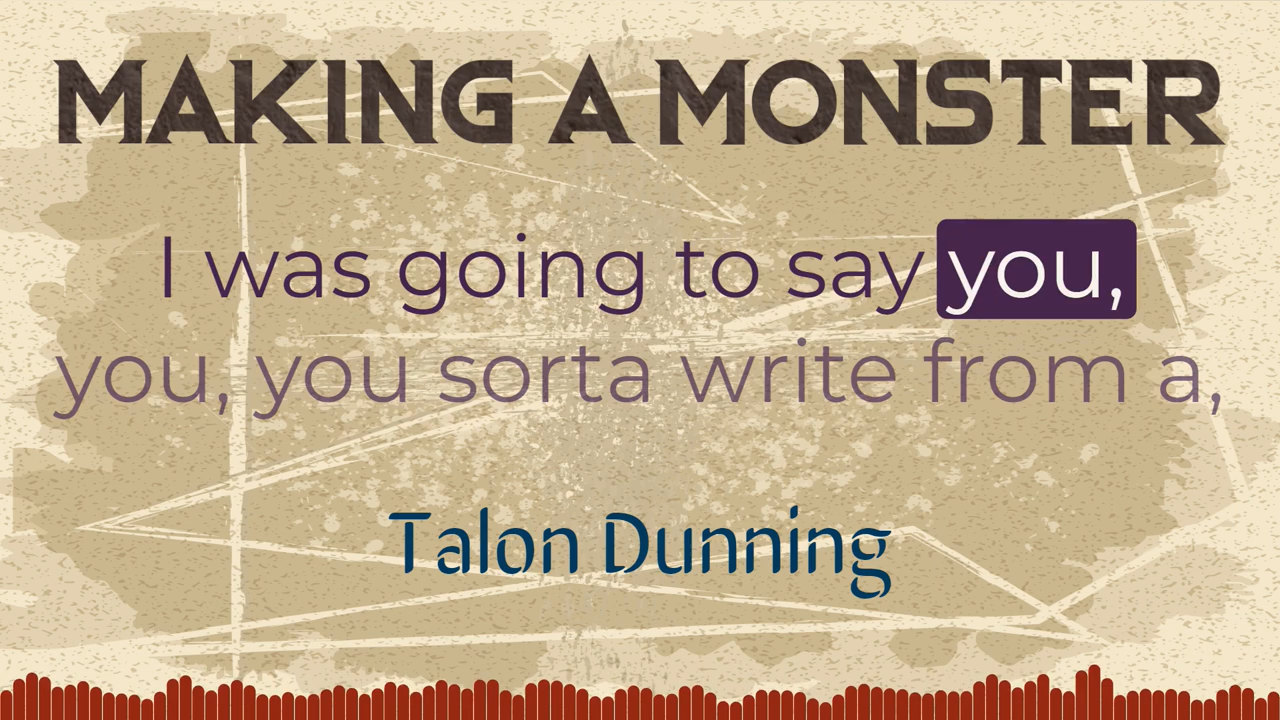 MAKING A MONSTER
I was going to say you,
you, you sorta write from a,
Talon Dunning